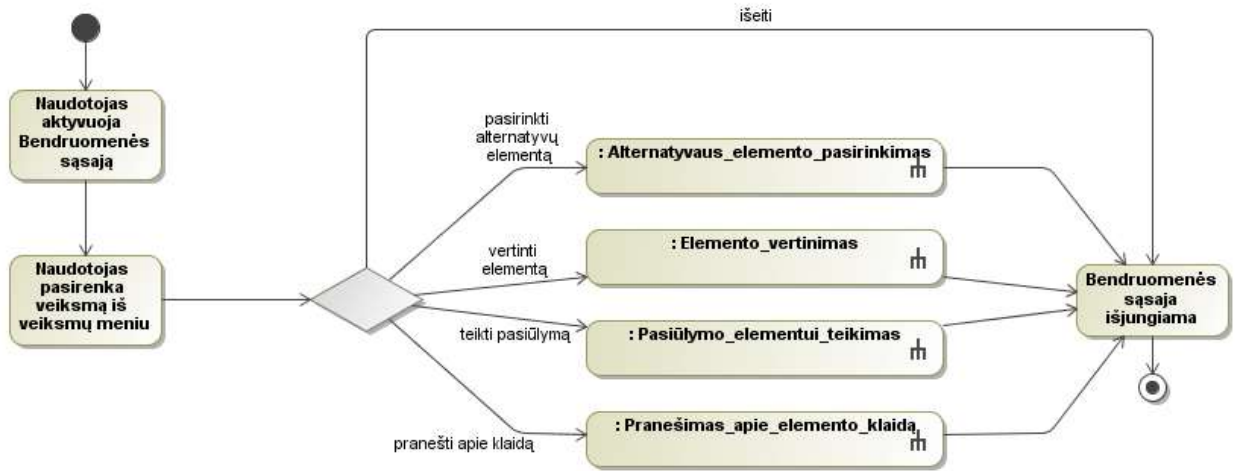 išeiti
Naudotojas
aktyvuoja
Bendruomenės
sąsają
pasirinkti
alternatyvų
elementą
: Alternatyvaus_elemento_pasirinkimas
vertinti
elementą
: Elemento_vertinimas
Naudotojas
pasirenka
veiksmą iš
veiksmų meniu
Bendruomenės
sąsaja
išjungiama
teikti pasiūlymą
: Pasiūlymo_elementui_teikimas
pranešti apie klaidą
: Pranešimas_apie_elemento_klaidą